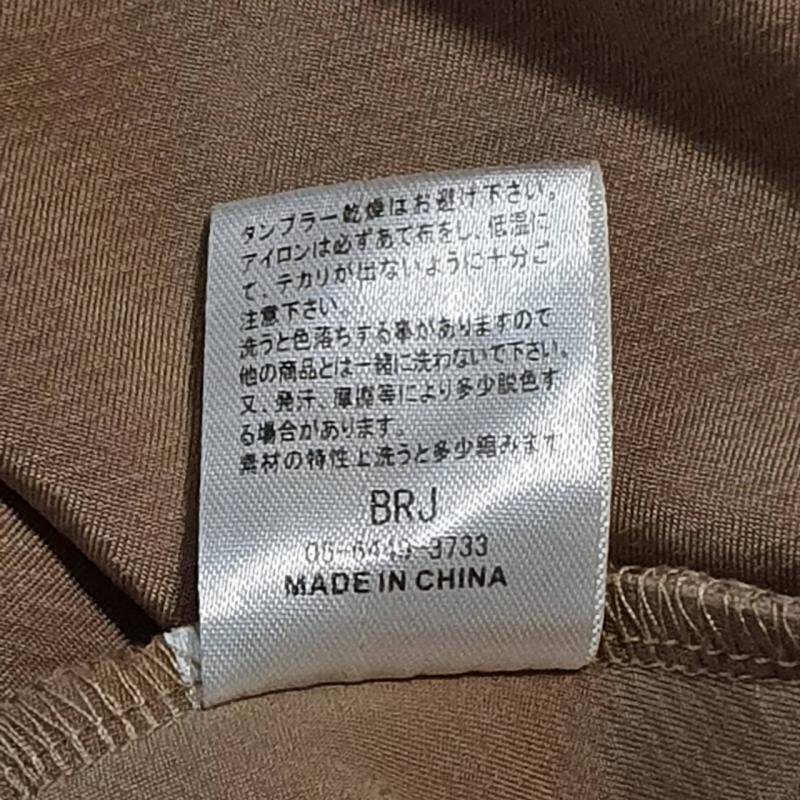 タンブラー乾燥はお避け下さい。
アイロンは必ずあて布をし、低温に
て、テカリが出ないように十分ご
注意下さい。
洗うと色落ちする事がありますので
他の商品とは一緒に洗わないで下さい。
又、発汗、摩擦等により多少脱色す
る場合があります。
素材の特性上洗うと多少縮みます
BRJ
06-6449-3733
MADE IN CHINA